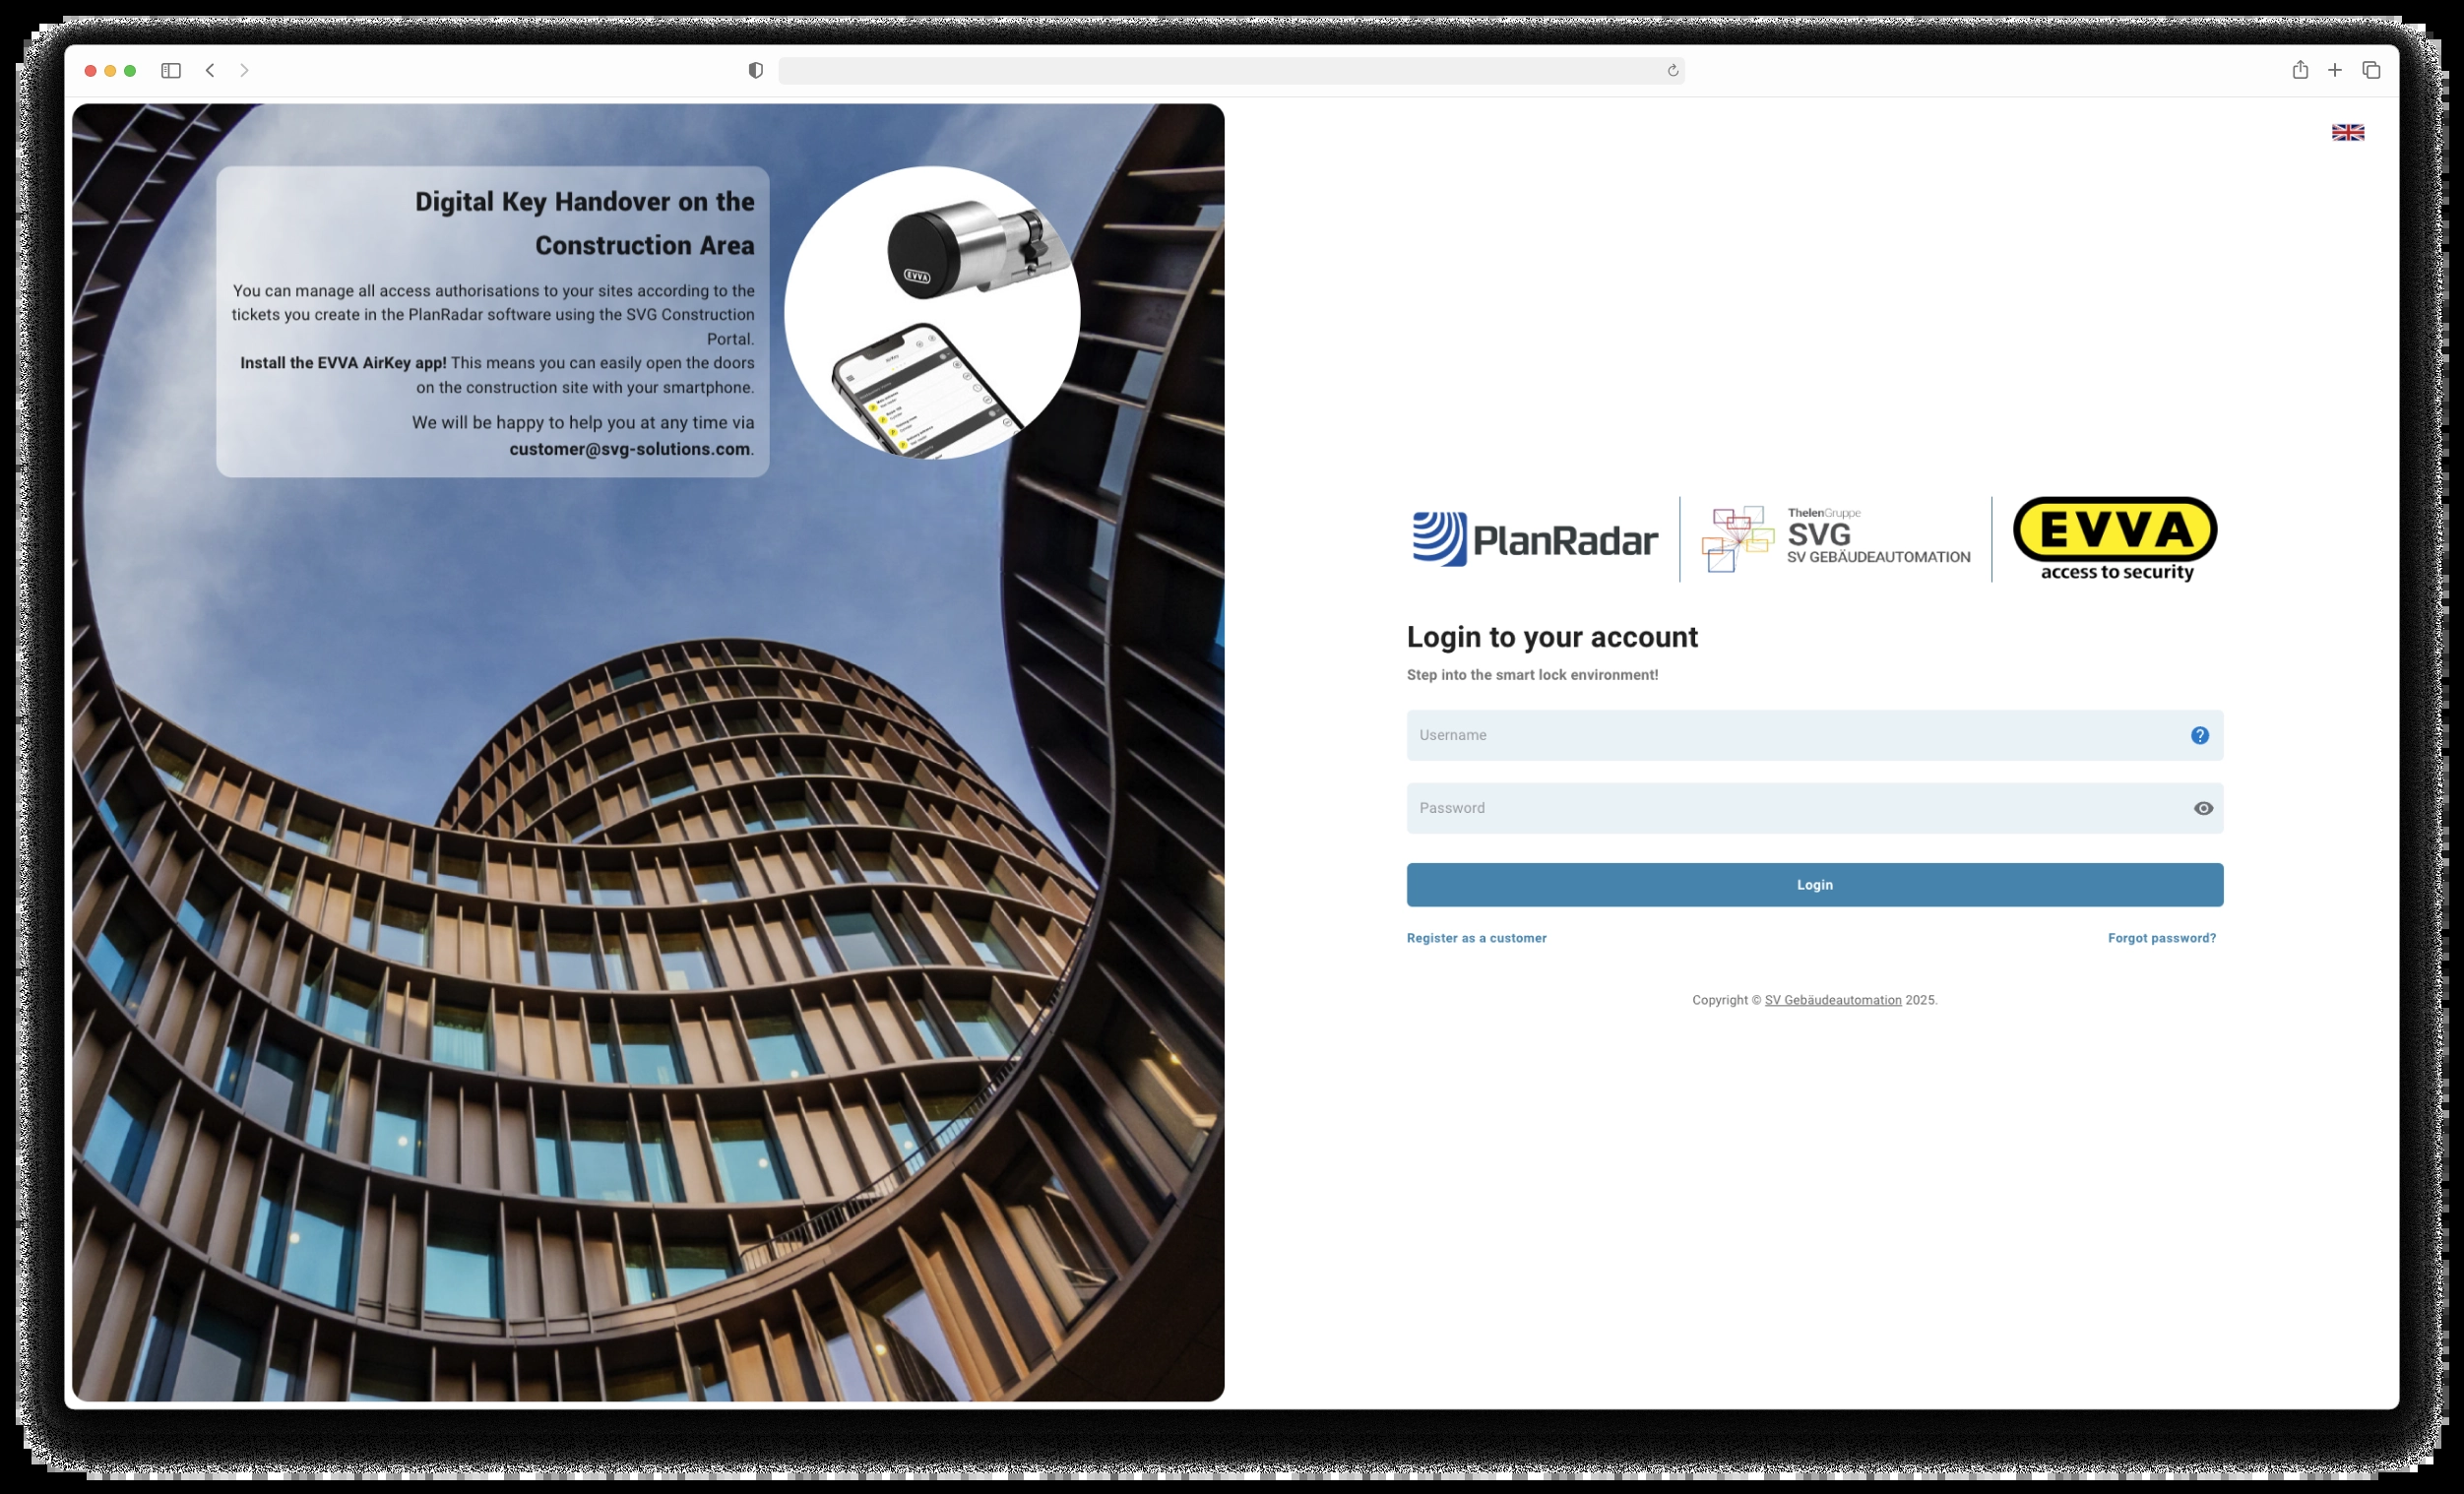 Digital Key Handover on the
Construction Area
You can manage all access authorisations to your sites according to the
tickets you create in the PlanRadar software using the SVG Construction
Portal.
Install the EVVA AirKey app! This means you can easily open the doors
on the construction site with your smartphone.
We will be happy to help you at any time via
customer@svg-solutions.com.
EVVA
PlanRadar
ThelenGruppe
SVG
SV GEBÄUDEAUTOMATION
EVVA
access to security
Login to your account
Step into the smart lock environment!
Username
?
Password
Login
Register as a customer
Forgot password?
Copyright © SV Gebäudeautomation 2025.